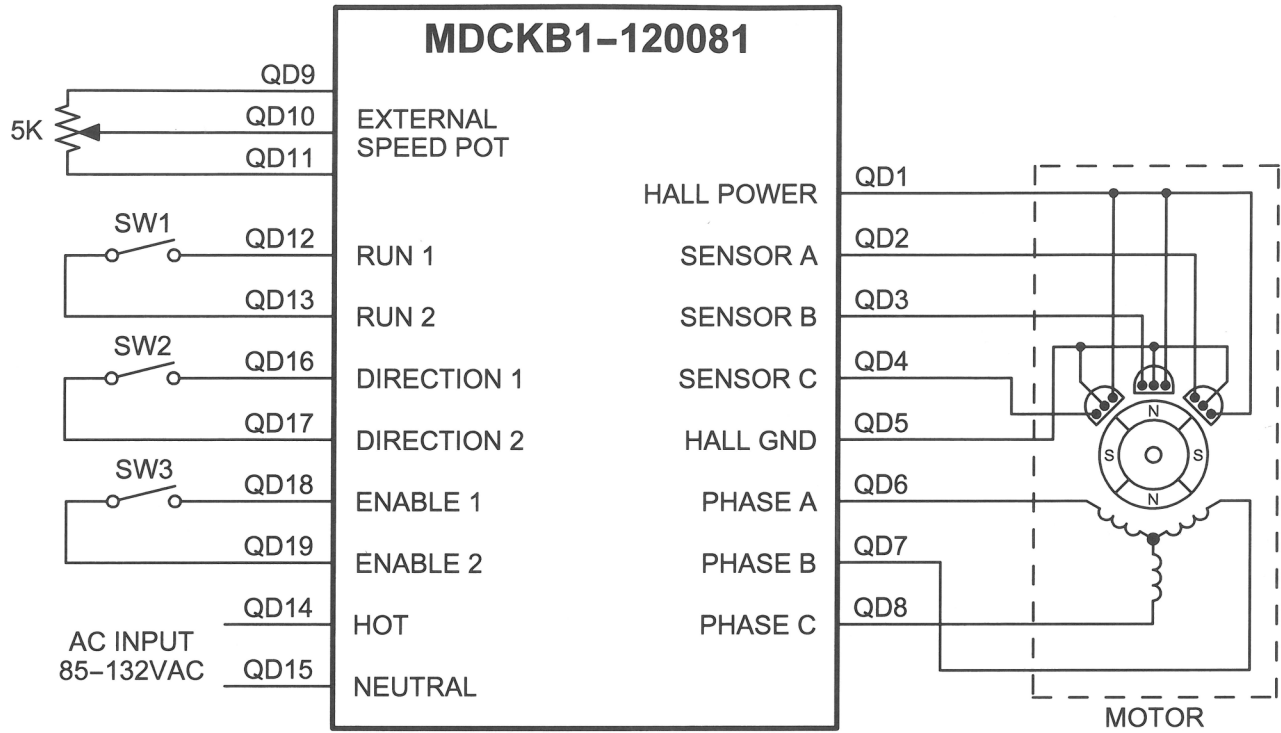 MDCKB1-120081
QD9
5K
QD10
EXTERNAL
SPEED POT
QD11
SW1
QD12
RUN 1
QD13
RUN 2
SW2
QD16
DIRECTION 1
QD17
DIRECTION 2
SW3
QD18
ENABLE 1
QD19
ENABLE 2
QD14
HOT
AC INPUT
85-132VAC
QD15
NEUTRAL
HALL POWER
QD1
SENSOR A
QD2
SENSOR B
QD3
SENSOR C
QD4
HALL GND
QD5
PHASE A
QD6
PHASE B
QD7
PHASE C
QD8
N
S
S
N
MOTOR